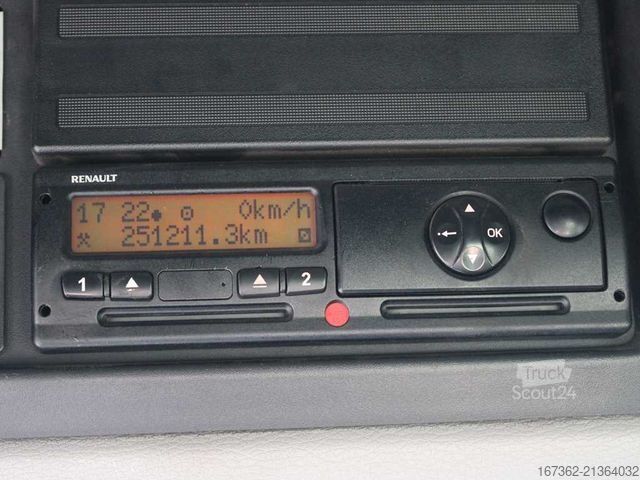 RENAULT
17 22 0km/h
251211.3km
1 2
OK
Truck
Scout24
167362-21364032